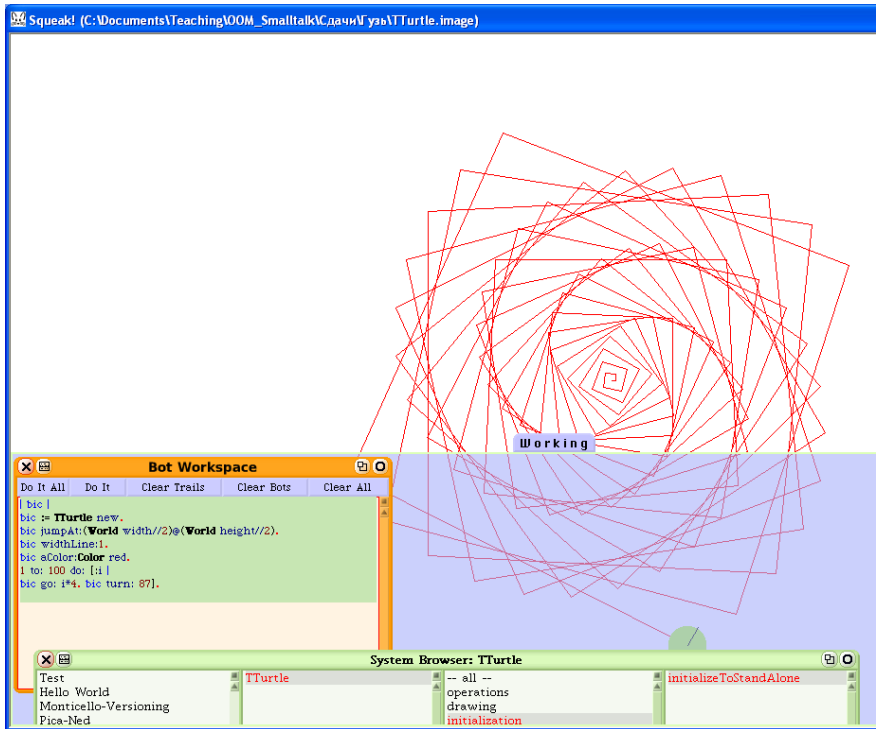 Squeak! (C:\Documents\Teaching\OOM_Smalltalk\Сдачи\Гузь\TTurtle.image)
Working
Bot Workspace
Do It All Do It Clear Trails Clear Bots Clear All
| bic |
bic := TTurtle new.
bic jumpAt:(World width//2)@(World height//2).
bic widthLine:1.
bic aColor:Color red.
1 to: 100 do: [:i |
bic go: i*4. bic turn: 87].
System Browser: TTurtle
Test TTurtle -- all -- initializeToStandAlone
Hello World operations
Monticello-Versioning drawing
Pica-Ned initialization